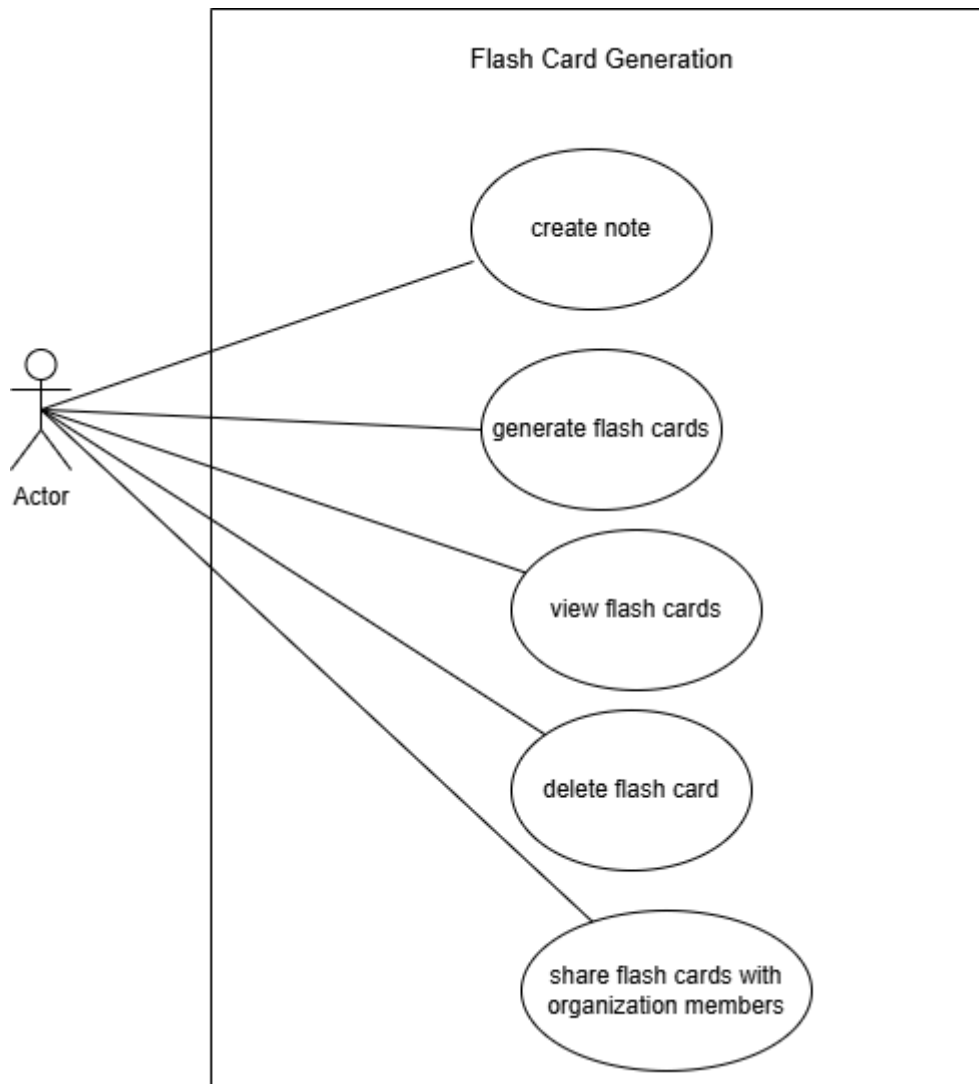 Flash Card Generation
create note
generate flash cards
Actor
view flash cards
delete flash card
share flash cards with
organization members